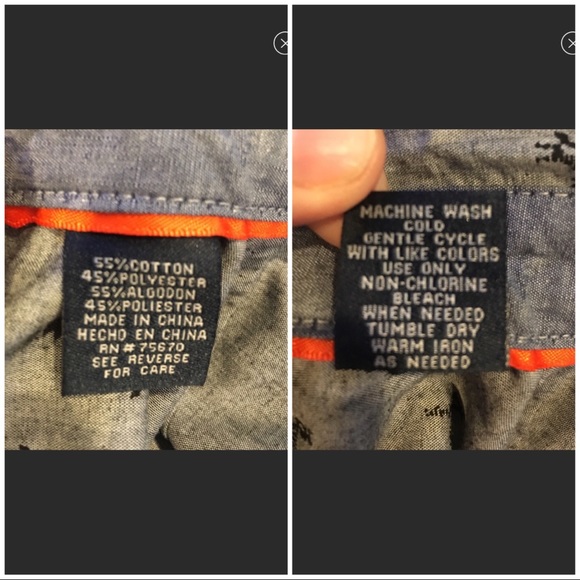 55% COTTON
45% POLYESTER
55% ALGODON
45% POLIESTER
MADE IN CHINA
HECHO EN CHINA
RN# 75670
SEE REVERSE
FOR CARE
MACHINE WASH
COLD
GENTLE CYCLE
WITH LIKE COLORS
USE ONLY
NON-CHLORINE
BLEACH
WHEN NEEDED
TUMBLE DRY
WARM IRON
AS NEEDED